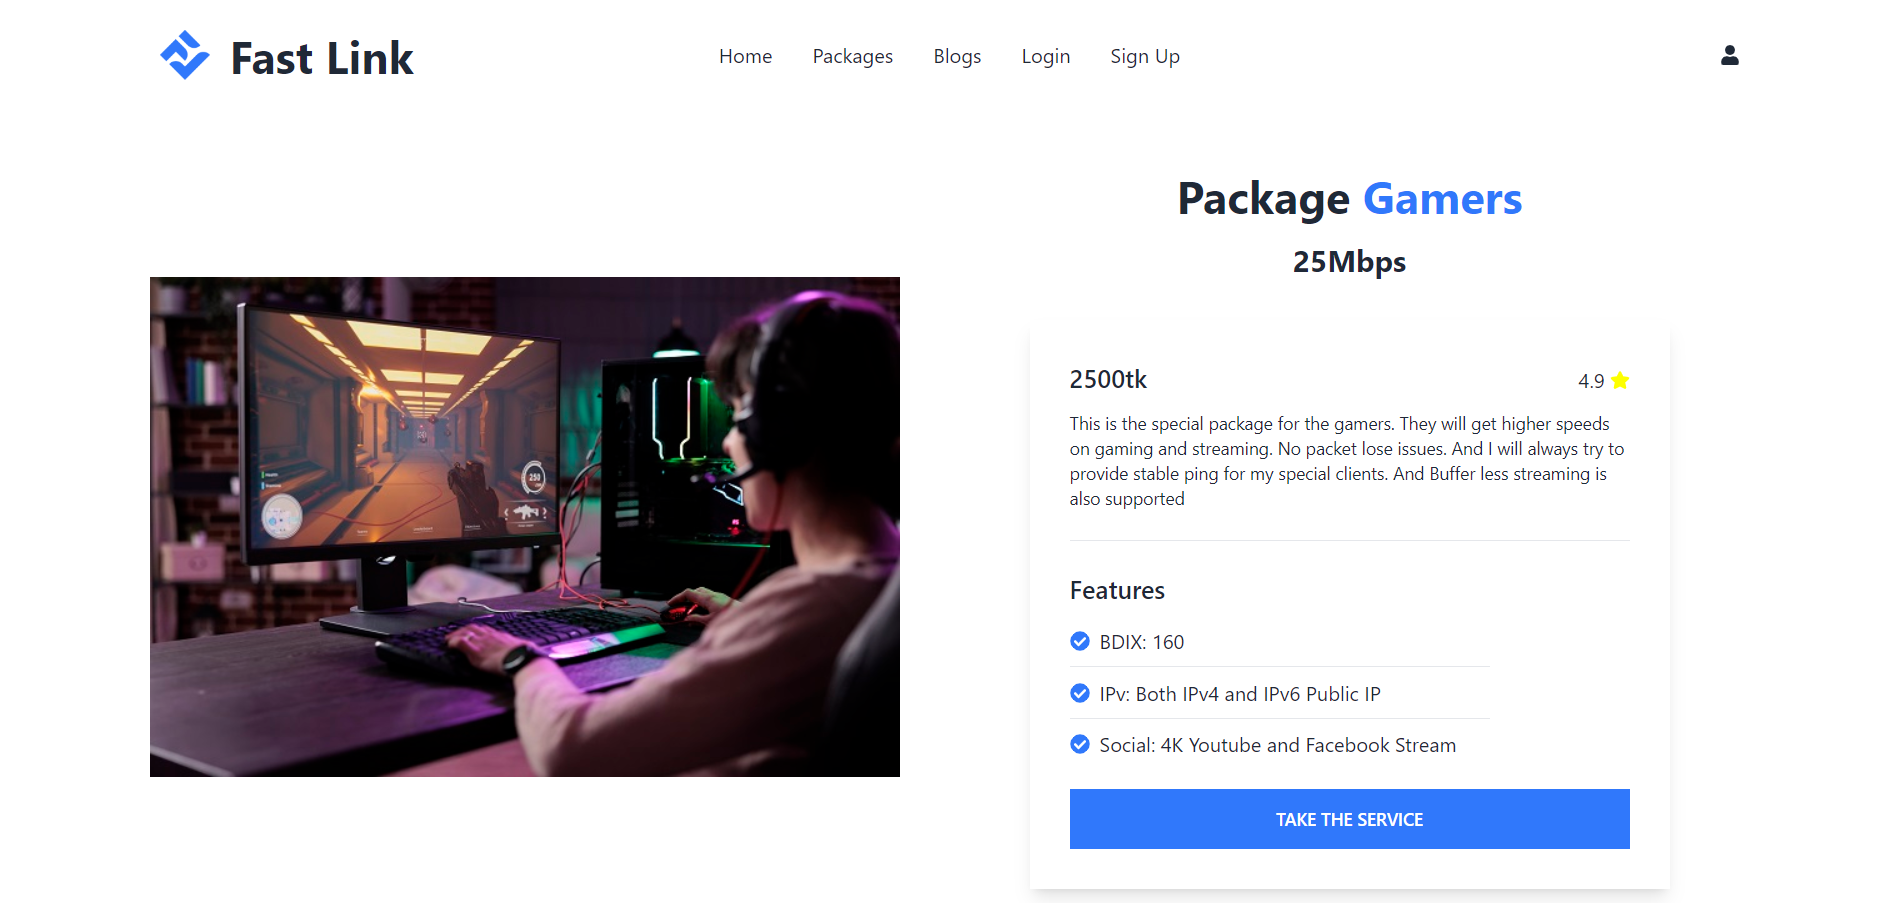 Fast Link
Home Packages Blogs Login Sign Up
Package Gamers
25Mbps
2500tk
4.9
This is the special package for the gamers. They will get higher speeds
on gaming and streaming. No packet lose issues. And I will always try to
provide stable ping for my special clients. And Buffer less streaming is
also supported
Features
BDIX: 160
IPv: Both IPv4 and IPv6 Public IP
Social: 4K Youtube and Facebook Stream
TAKE THE SERVICE
250